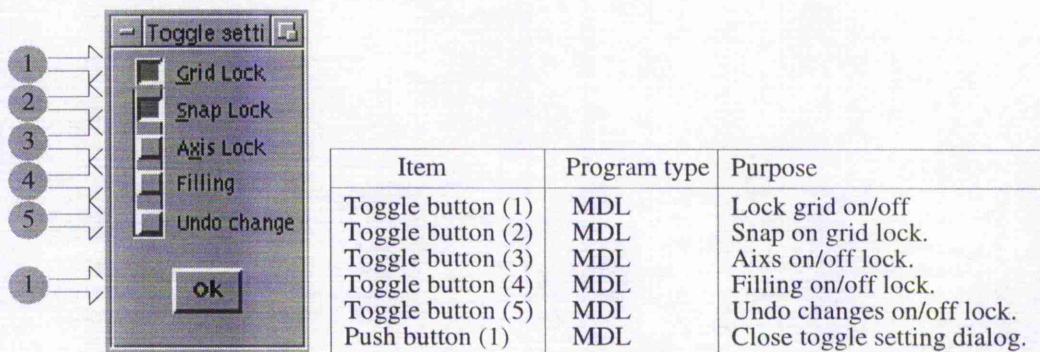 Toggle setti
1
Grid Lock
2
Snap Lock
3
Axis Lock
4
Filling
5
Undo change
1
ok
Item Program type Purpose
Toggle button (1) MDL Lock grid on/off
Toggle button (2) MDL Snap on grid lock.
Toggle button (3) MDL Aixs on/off lock.
Toggle button (4) MDL Filling on/off lock.
Toggle button (5) MDL Undo changes on/off lock.
Push button (1) MDL Close toggle setting dialog.